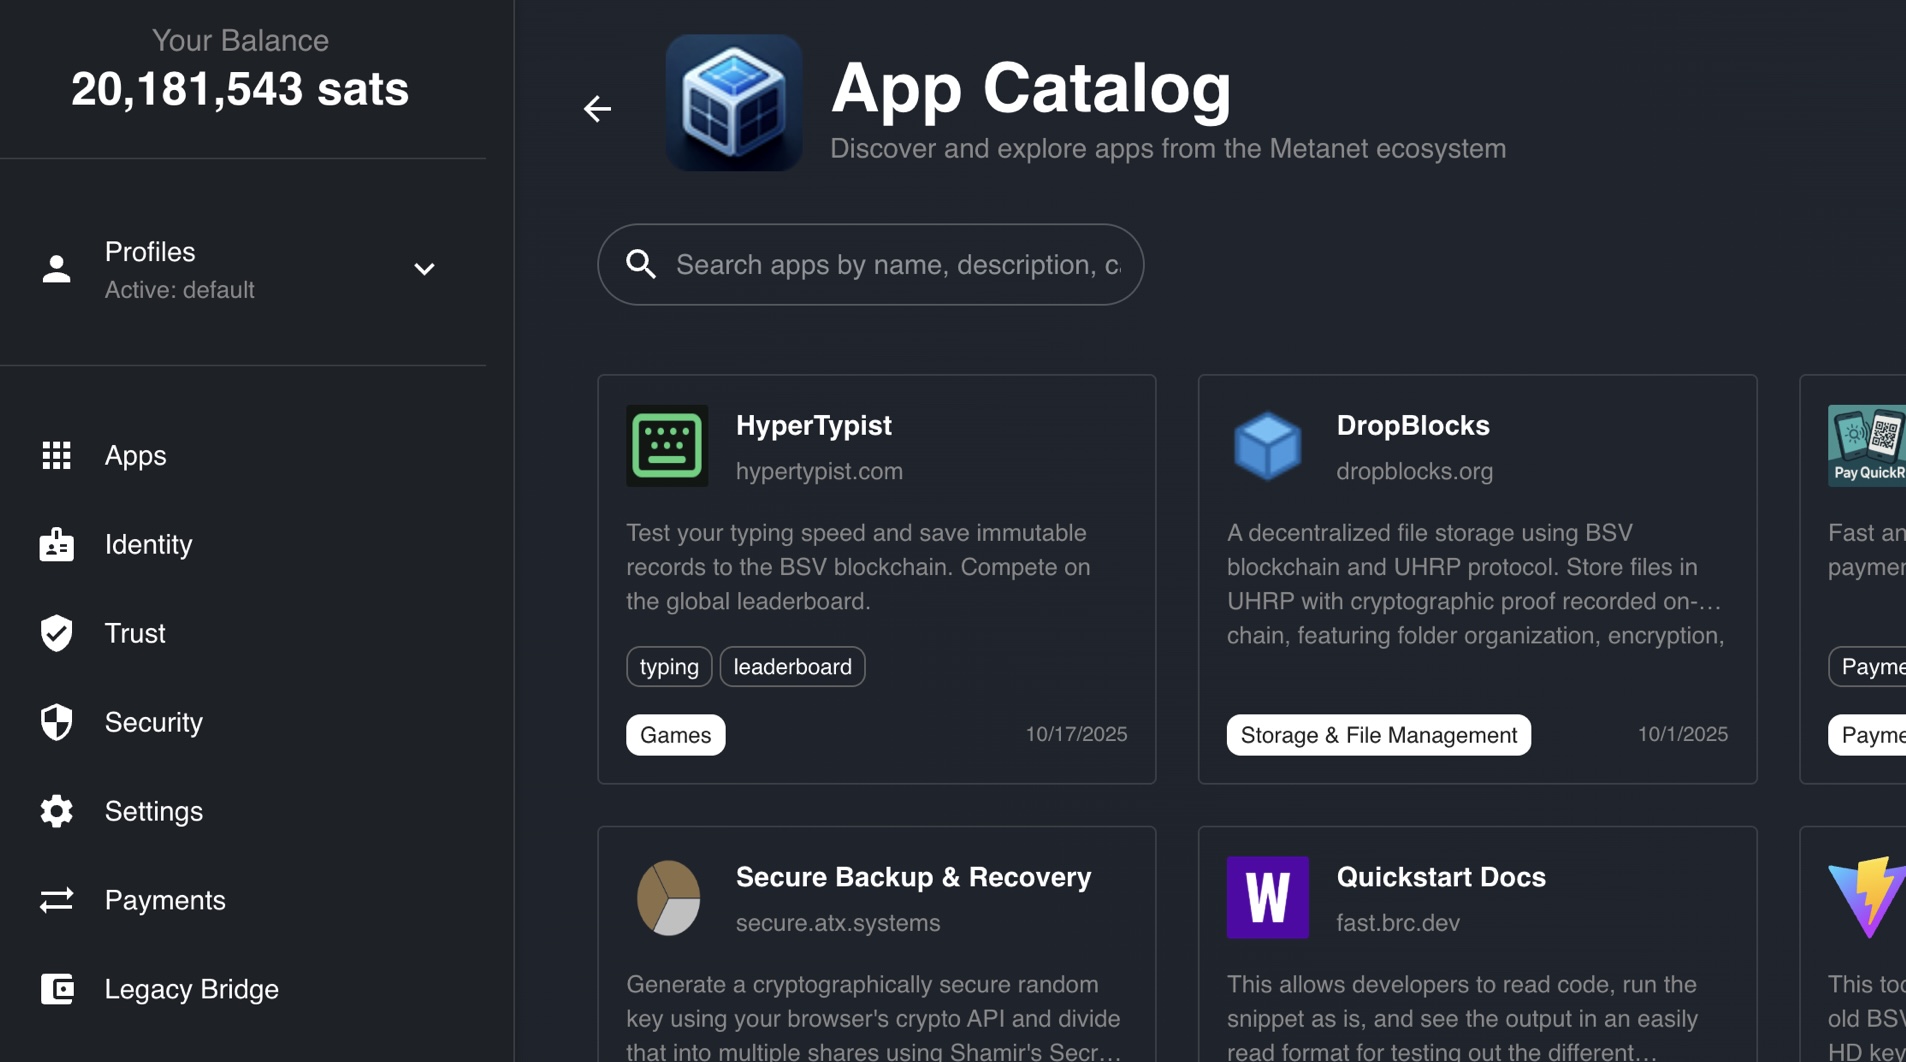 Your Balance
20,181,543 sats
Profiles
Active: default
Apps
Identity
Trust
Security
Settings
Payments
Legacy Bridge
App Catalog
Discover and explore apps from the Metanet ecosystem
Search apps by name, description,
HyperTypist
hypertypist.com
Test your typing speed and save immutable
records to the BSV blockchain. Compete on
the global leaderboard.
typing
leaderboard
Games
10/17/2025
DropBlocks
dropblocks.org
A decentralized file storage using BSV
blockchain and UHRP protocol. Store files in
UHRP with cryptographic proof recorded on-…
chain, featuring folder organization, encryption,
Storage & File Management
10/1/2025
Pay QuickR
Fast an
paymer
Payme
Payme
Secure Backup & Recovery
secure.atx.systems
Generate a cryptographically secure random
key using your browser's crypto API and divide
that into multiple shares using Shamir's Secr…
W
Quickstart Docs
fast.brc.dev
This allows developers to read code, run the
snippet as is, and see the output in an easily
read format for testing out the different…
This too
old BSV
HD key